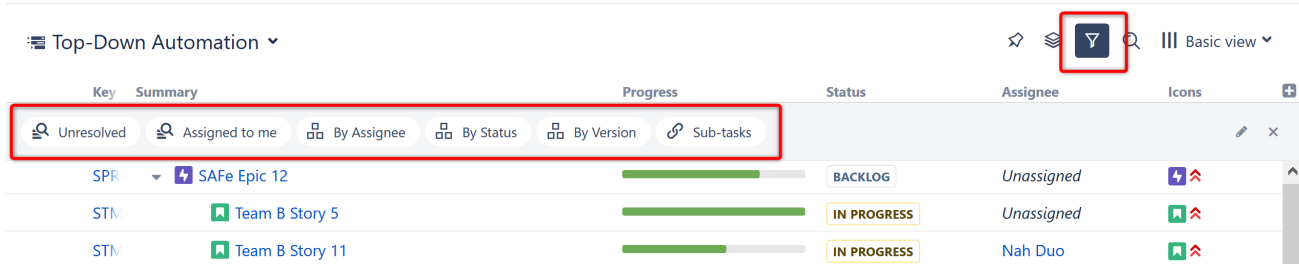 Top-Down Automation Basic view
Key Summary Progress Status Assignee Icons
Unresolved Assigned to me By Assignee By Status By Version Sub-tasks
SPR SAFe Epic 12 BACKLOG Unassigned
STM Team B Story 5 IN PROGRESS Unassigned
STM Team B Story 11 IN PROGRESS Nah Duo